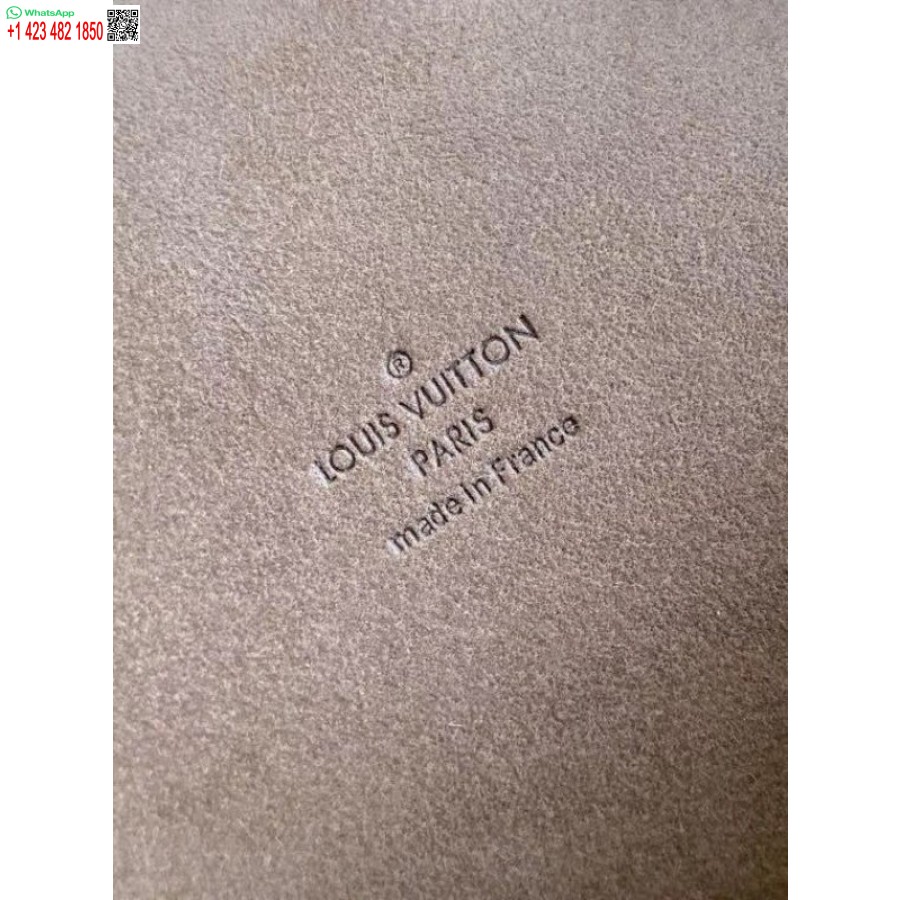 WhatsApp
+1 423 482 1850
®
LOUIS VUITTON
PARIS
made in France